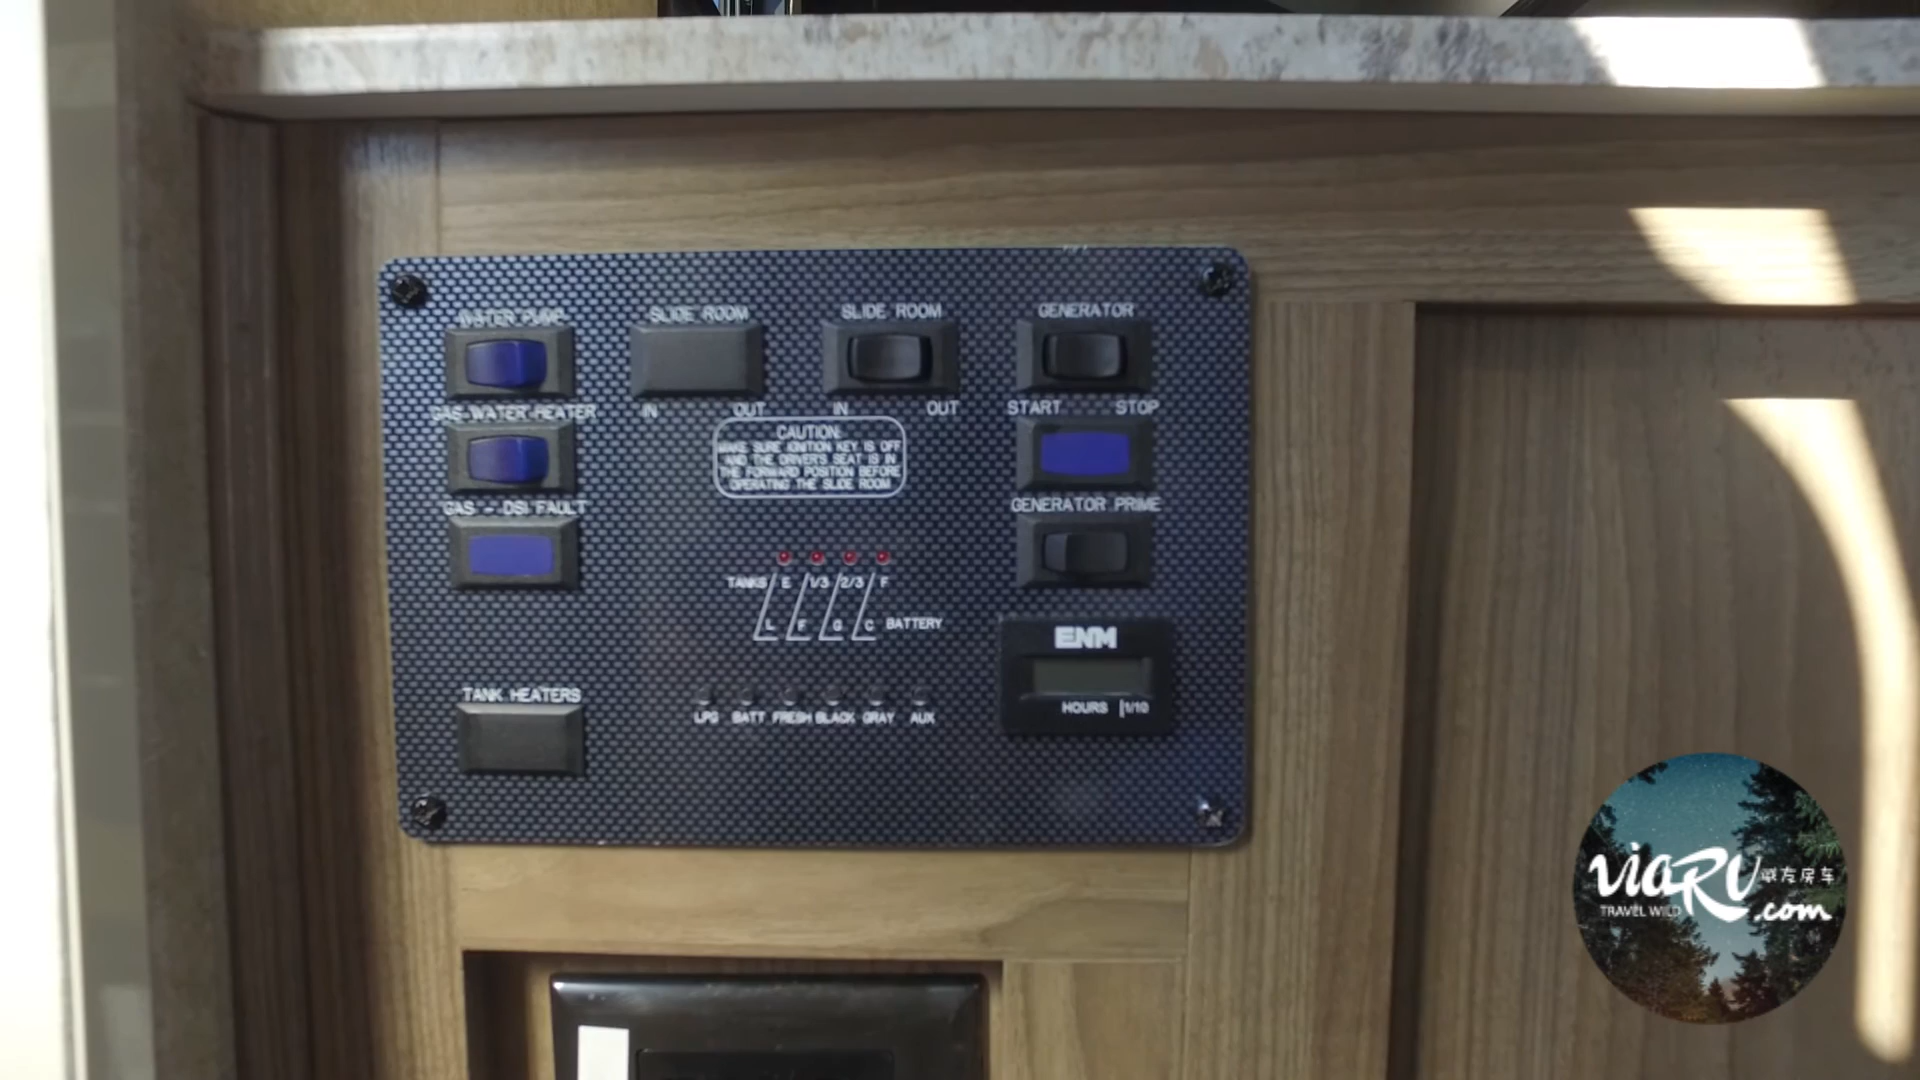 WATER PUMP
SLIDE ROOM
SLIDE ROOM
GENERATOR
GAS WATER HEATER
IN OUT
IN OUT
START STOP
CAUTION:
MAKE SURE IGNITION KEY IS OFF
AND THE DRIVER'S SEAT IS IN
THE FORWARD POSITION BEFORE
OPERATING THE SLIDE ROOM
GAS - DSI FAULT
GENERATOR PRIME
TANKS E 1/3 2/3 F
L F G C BATTERY
ENM
HOURS 1/10
TANK HEATERS
LPG BATT FRESH BLACK GRAY AUX
viaRV
房车
TRAVEL WILD
.com